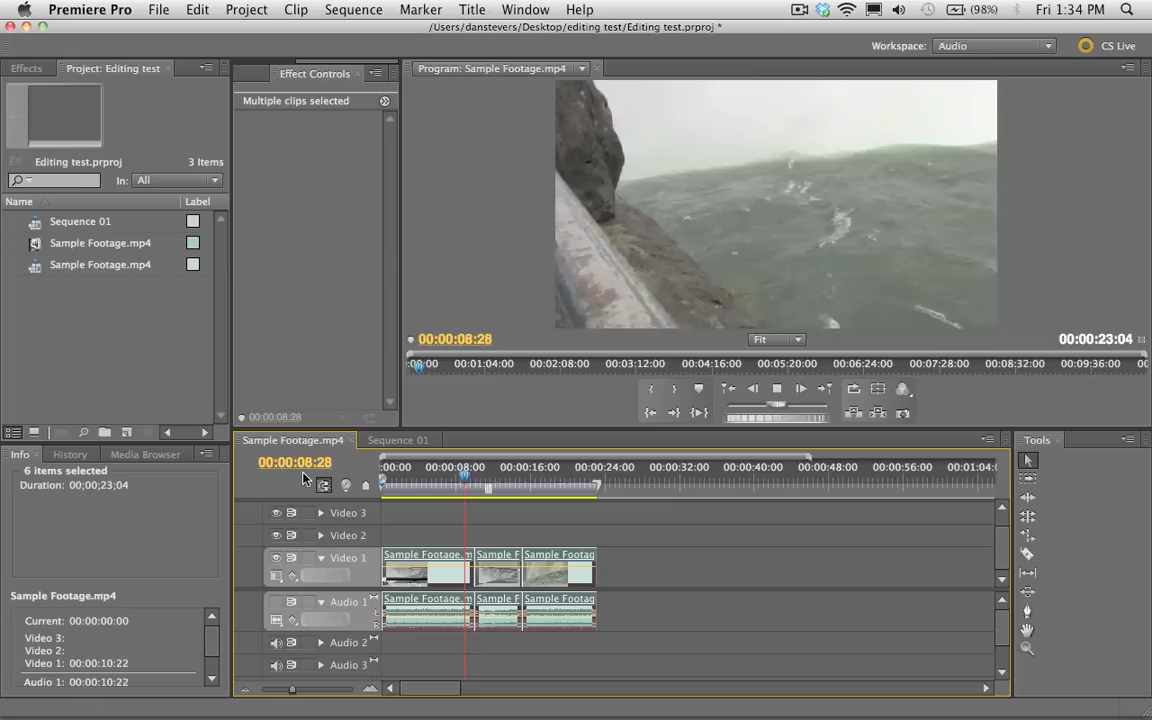 Premiere Pro File Edit Project Clip Sequence Marker Title Window Help (98%) Fri 1:34 PM
/Users/danstevers/Desktop/editing test/Editing test.prproj *
Workspace: Audio CS Live
Effects Project: Editing test × Effect Controls × Program: Sample Footage.mp4 ×
Multiple clips selected
Editing test.prproj 3 Items
In: All
Name Label
Sequence 01
Sample Footage.mp4
Sample Footage.mp4
00:00:08:28 Fit 00:00:23:04
:00:00 00:01:04:00 00:02:08:00 00:03:12:00 00:04:16:00 00:05:20:00 00:06:24:00 00:07:28:00 00:08:32:00 00:09:36:00 00
00:00:08:28
Sample Footage.mp4 × Sequence 01 Tools ×
Info × History Media Browser
00:00:08:28 :00:00 00:00:08:00 00:00:16:00 00:00:24:00 00:00:32:00 00:00:40:00 00:00:48:00 00:00:56:00 00:01:04:
6 items selected
Duration: 00;00;23;04
Video 3
Video 2
Video 1 Sample Footage.m Sample F Sample Footag
Audio 1 Sample Footage.m Sample F Sample Footag
L
R
Audio 2
Audio 3
Sample Footage.mp4
Current: 00:00:00:00
Video 3:
Video 2:
Video 1: 00:00:10:22
Audio 1: 00:00:10:22